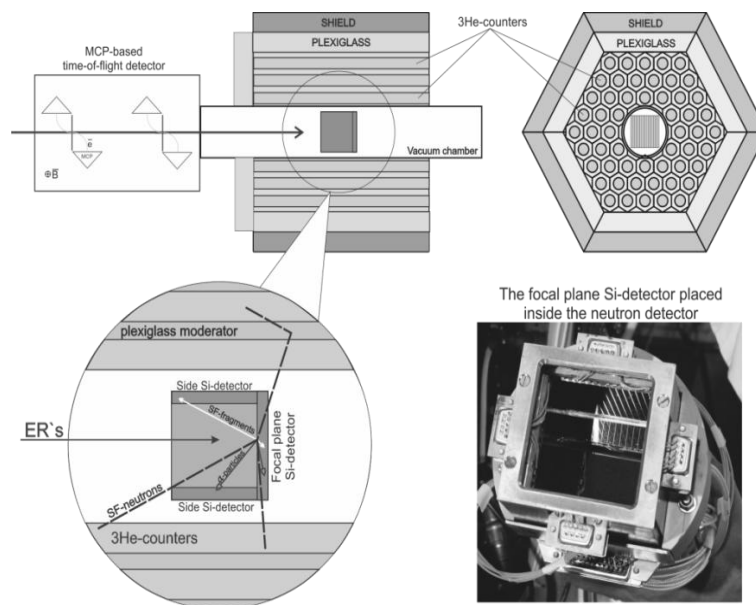 MCP-based
time-of-flight detector
e
MCP
⊕B
SHIELD
PLEXIGLASS
3He-counters
Vacuum chamber
SHIELD
PLEXIGLASS
plexiglass moderator
Side Si-detector
SF-fragments
ER`s
Focal plane
Si-detector
SF-neutrons
Side Si-detector
3He-counters
The focal plane Si-detector placed
inside the neutron detector